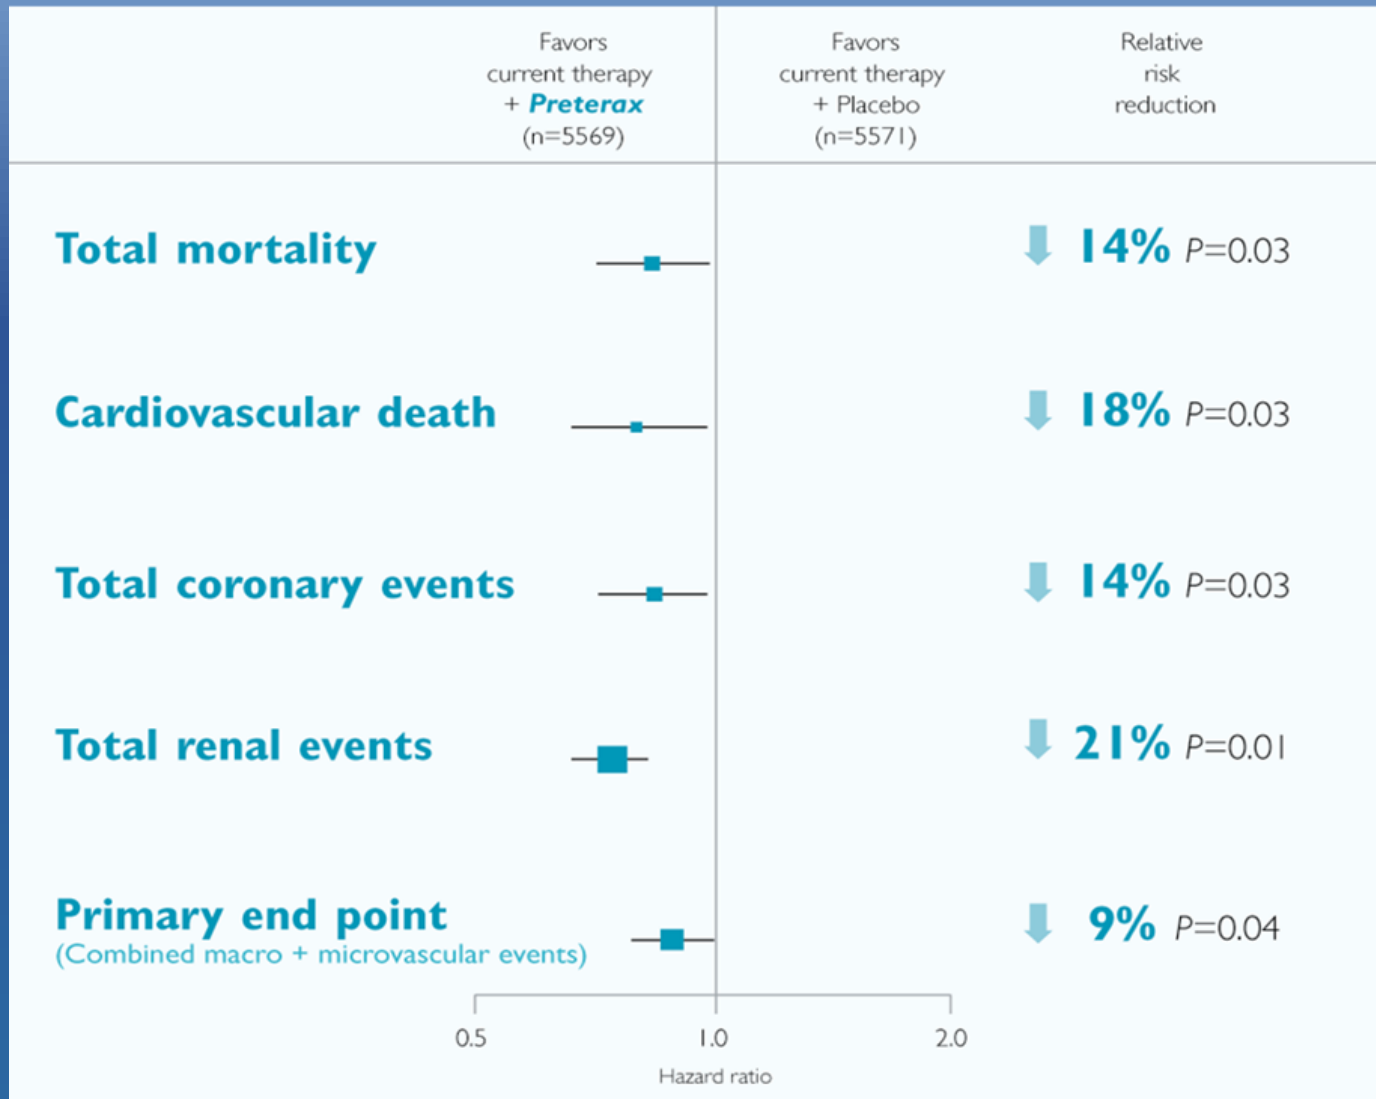 Favors
current therapy
+ Preterax
(n=5569)
Favors
current therapy
+ Placebo
(n=5571)
Relative
risk
reduction
Total mortality
14% P=0.03
Cardiovascular death
18% P=0.03
Total coronary events
14% P=0.03
Total renal events
21% P=0.01
Primary end point
(Combined macro + microvascular events)
9% P=0.04
0.5 1.0 2.0
Hazard ratio